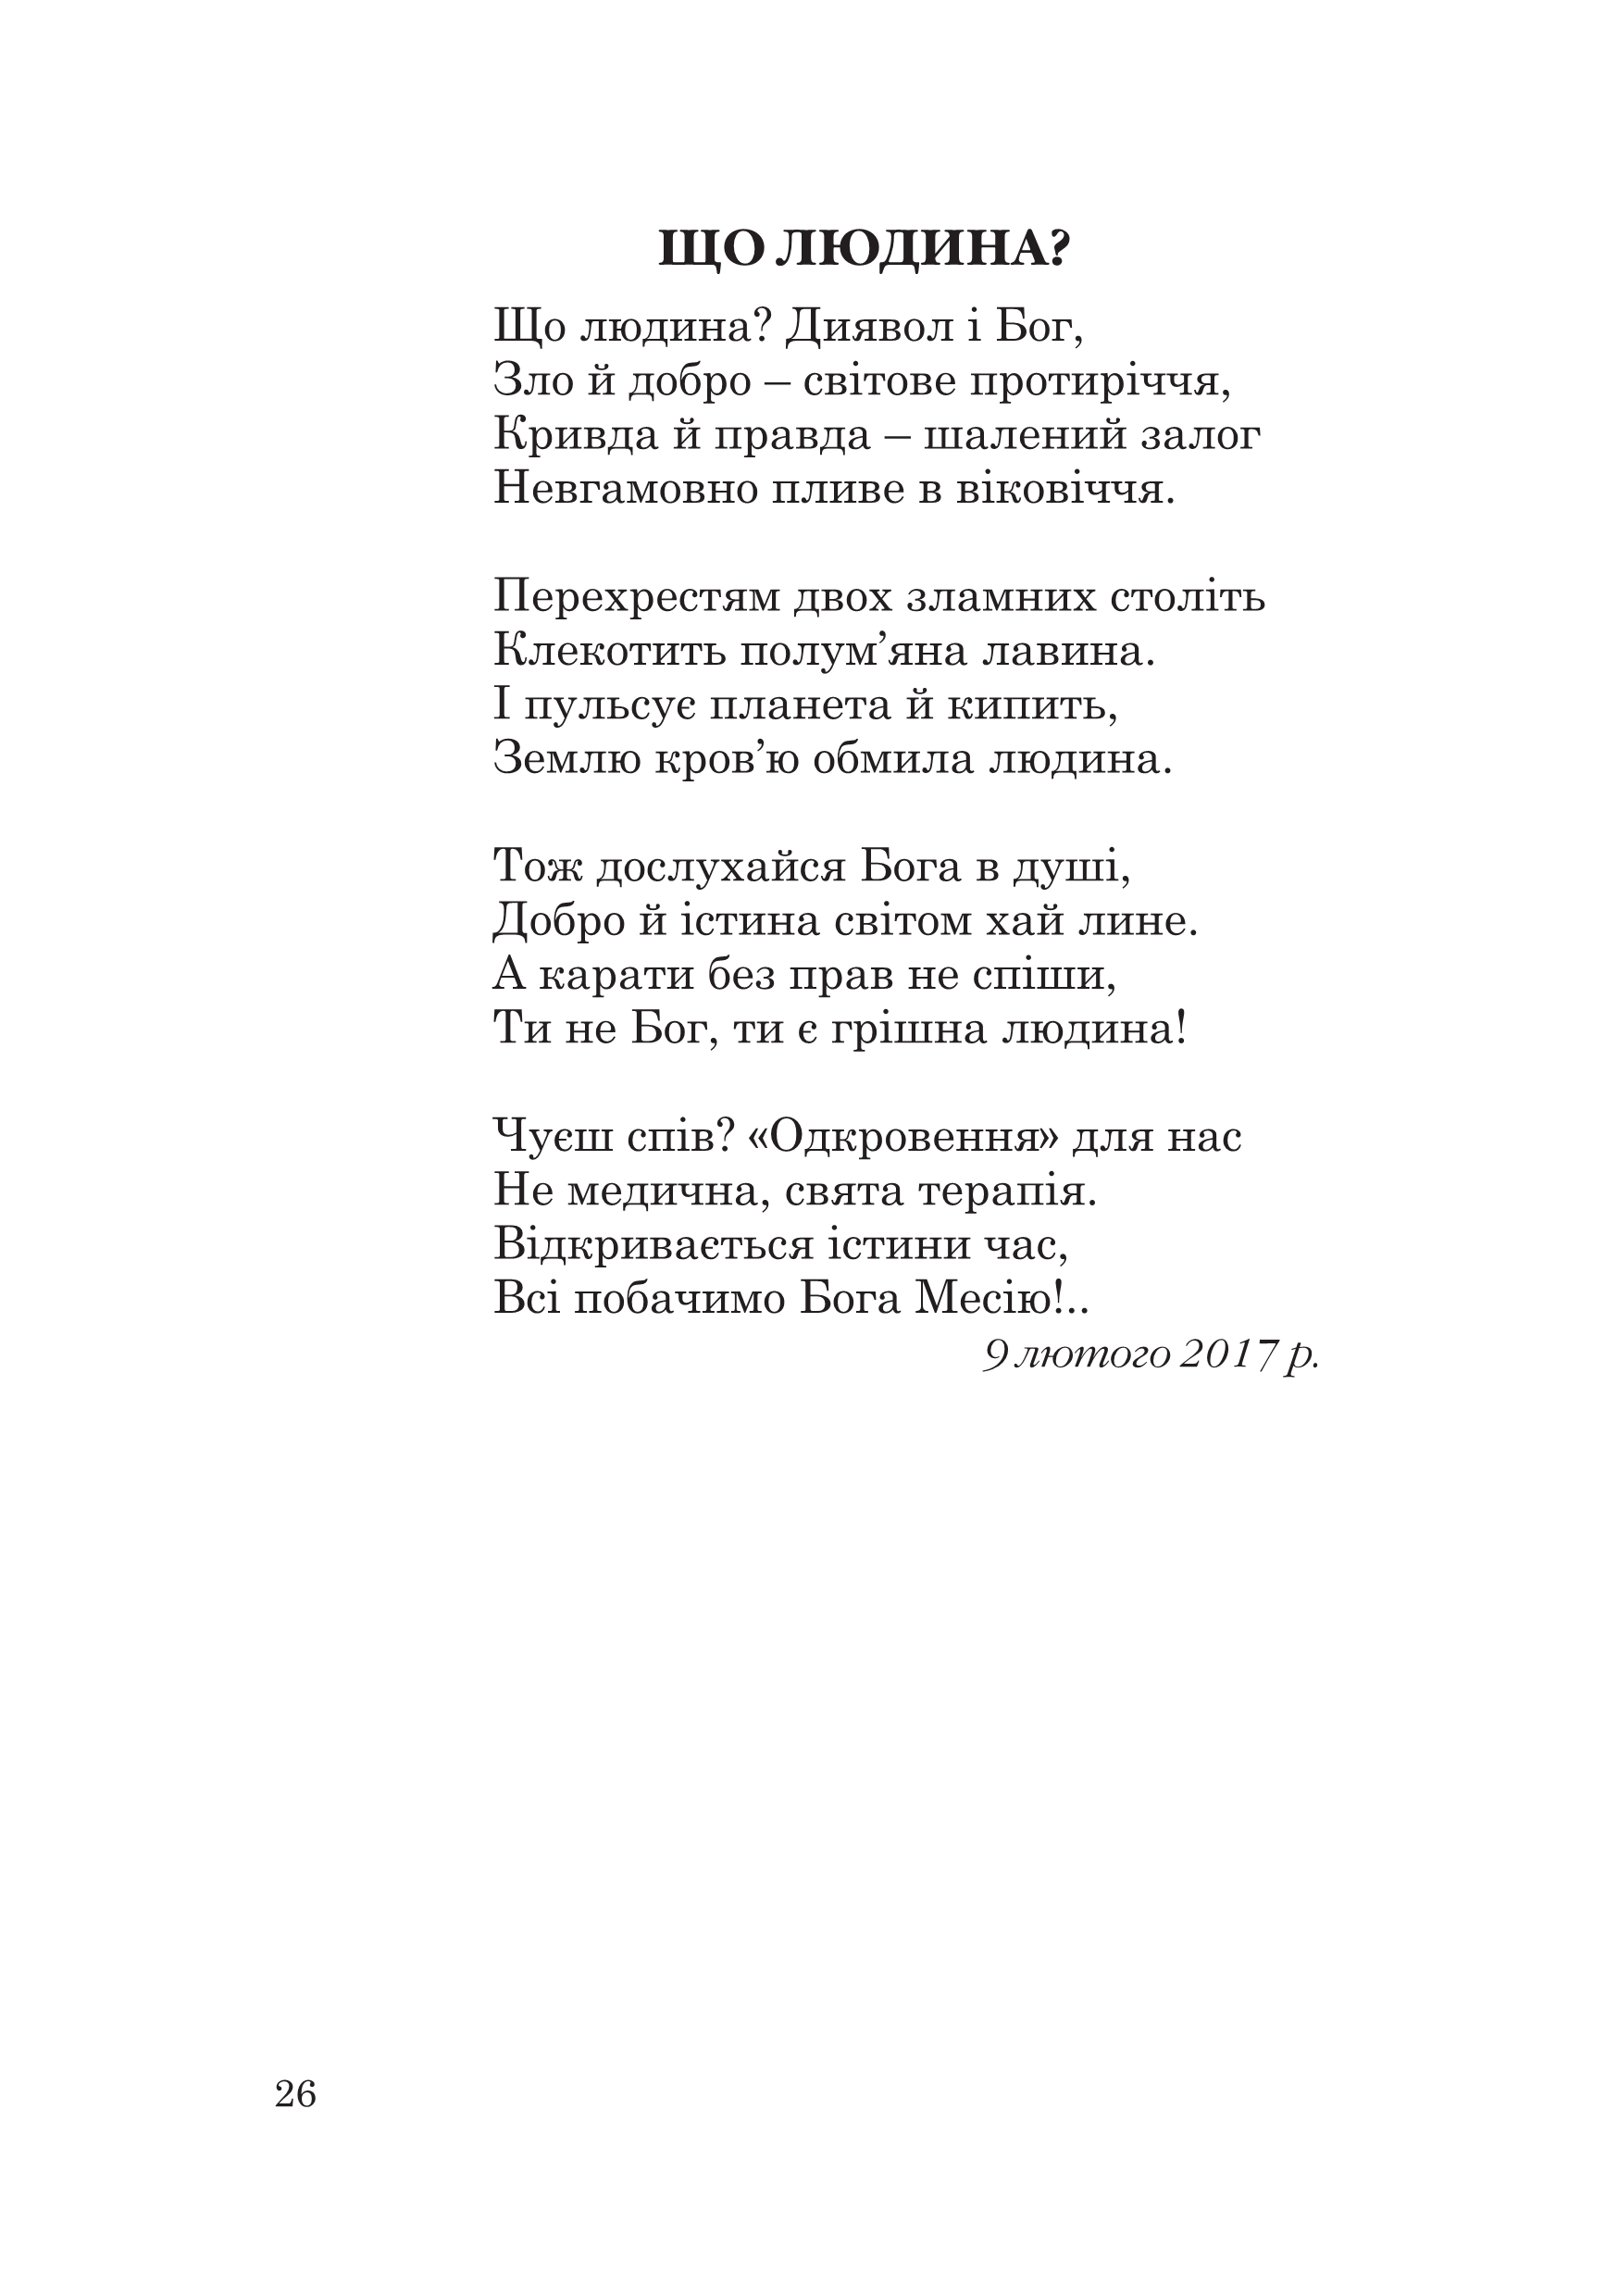 ЩО ЛЮДИНА?
Що людина? Диявол і Бог,
Зло й добро – світове протиріччя,
Кривда й правда – шалений залог
Невгамовно пливе в віковіччя.
Перехрестям двох зламних століть
Клекотить полум’яна лавина.
І пульсує планета й кипить,
Землю кров’ю обмила людина.
Тож дослухайся Бога в душі,
Добро й істина світом хай лине.
А карати без прав не спіши,
Ти не Бог, ти є грішна людина!
Чуєш спів? «Одкровення» для нас
Не медична, свята терапія.
Відкривається істини час,
Всі побачимо Бога Месію!..
9 лютого 2017 р.
26